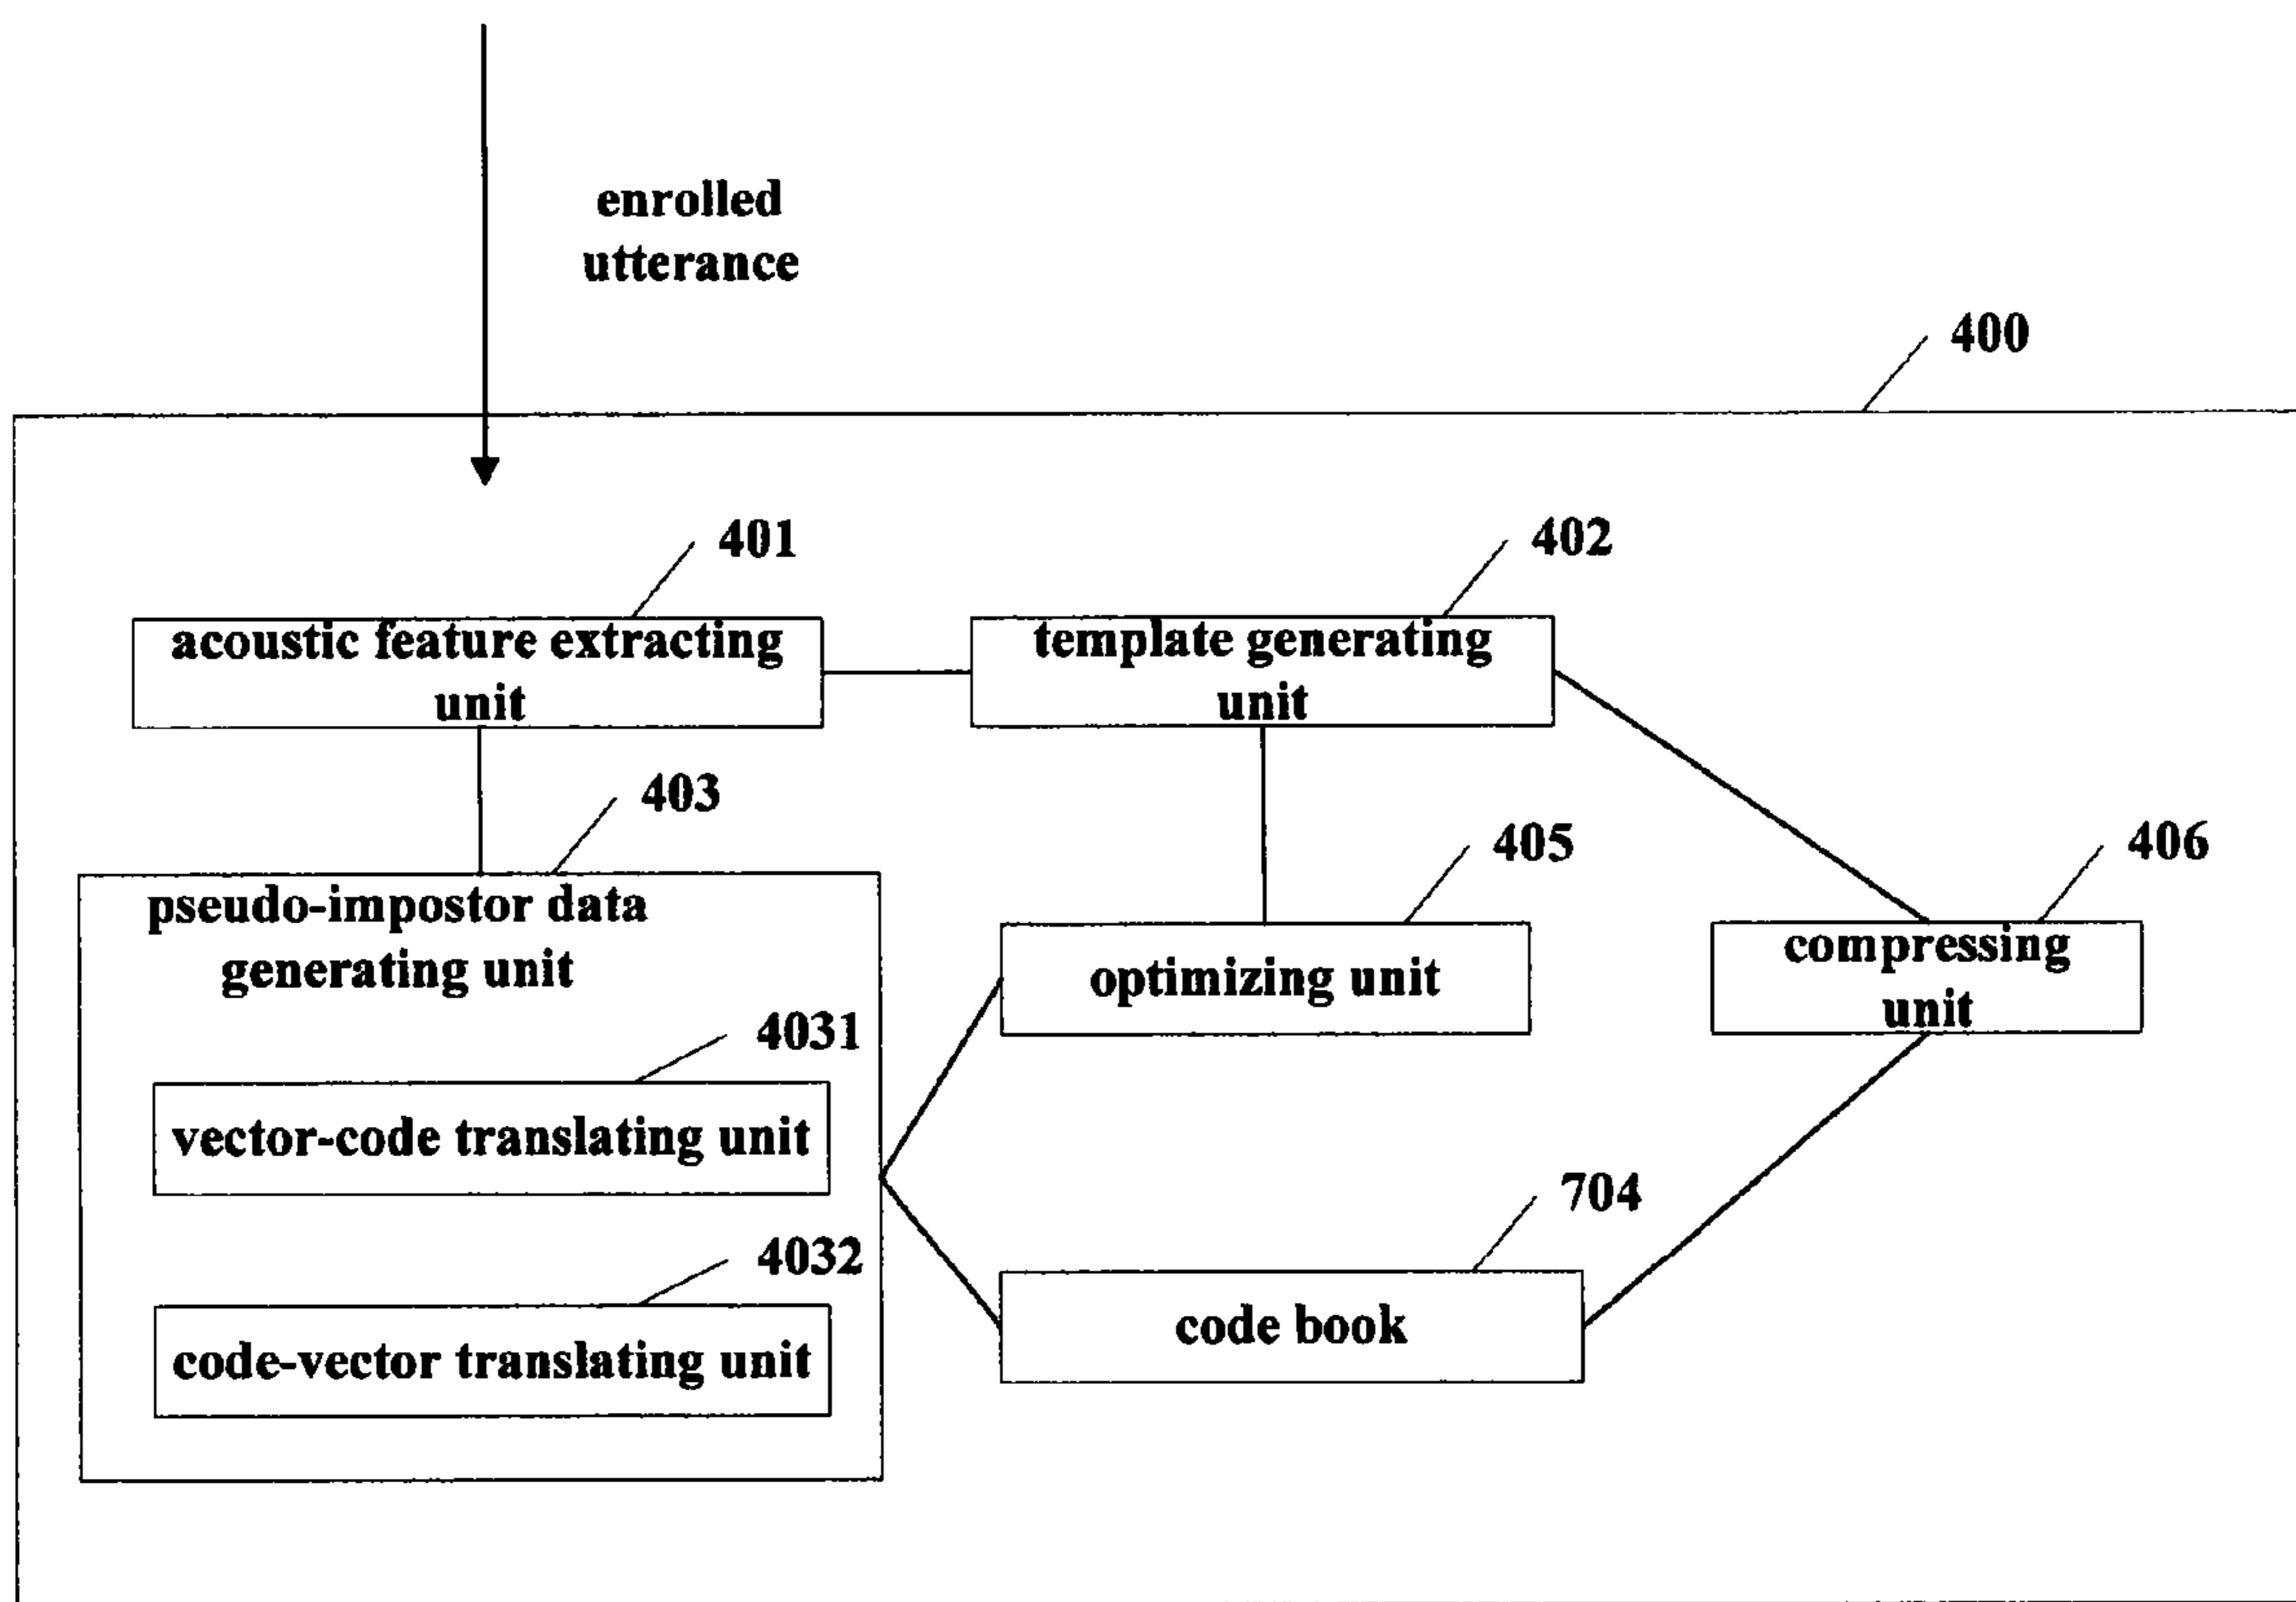 enrolled
utterance
400
401
402
acoustic feature extracting
unit
template generating
unit
403
405
406
pseudo-impostor data
generating unit
optimizing unit
compressing
unit
4031
vector-code translating unit
704
4032
code book
code-vector translating unit